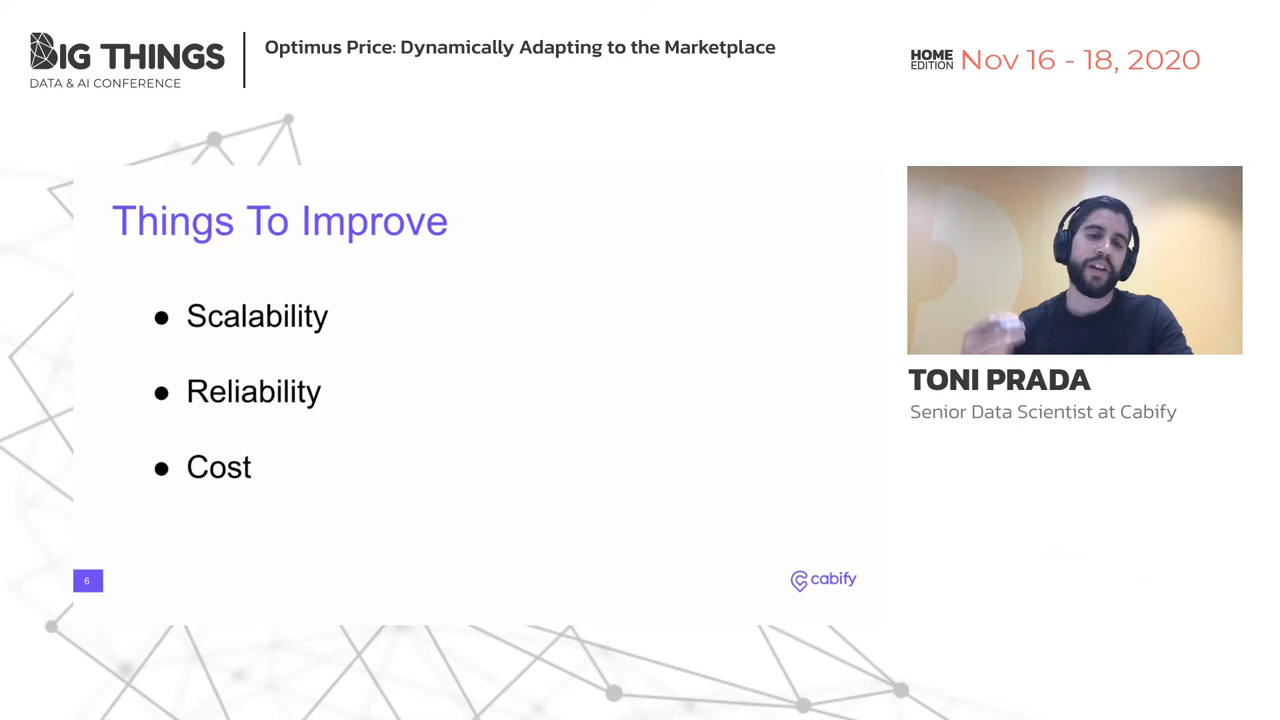 BIG THINGS
DATA & AI CONFERENCE
Optimus Price: Dynamically Adapting to the Marketplace
HOME
EDITION
Nov 16 - 18, 2020
Things To Improve
● Scalability
● Reliability
● Cost
6
cabify
TONI PRADA
Senior Data Scientist at Cabify